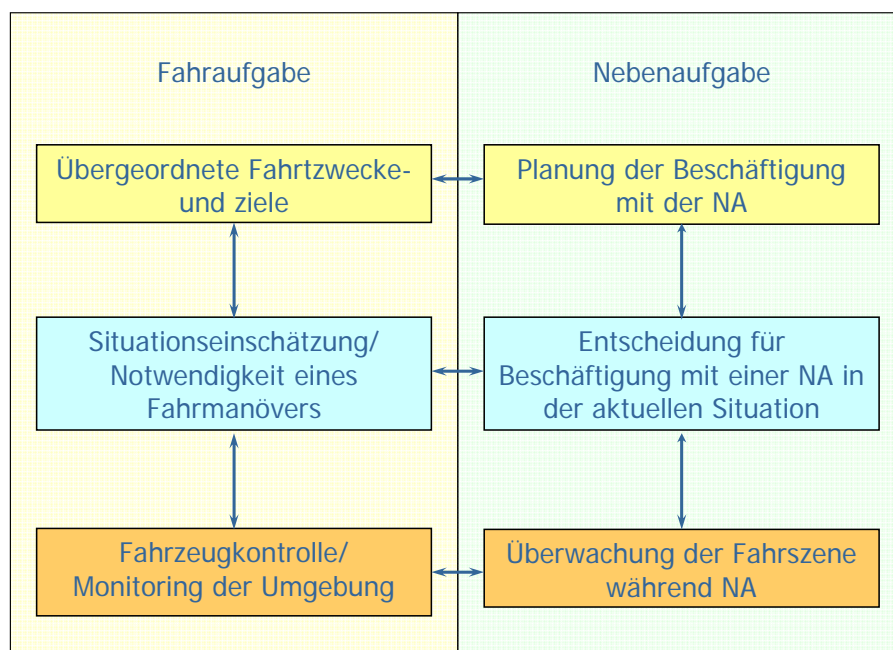 Fahraufgabe
Nebenaufgabe
Übergeordnete Fahrtzwecke-
und ziele
Planung der Beschäftigung
mit der NA
Situationseinschätzung/
Notwendigkeit eines
Fahrmanövers
Entscheidung für
Beschäftigung mit einer NA in
der aktuellen Situation
Fahrzeugkontrolle/
Monitoring der Umgebung
Überwachung der Fahrszene
während NA